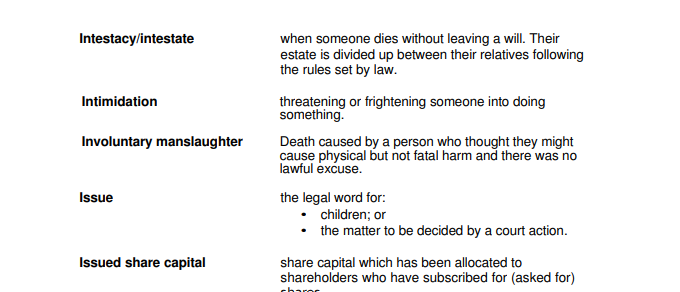 Intestacy/intestate when someone dies without leaving a will. Their
estate is divided up between their relatives following
the rules set by law.
Intimidation threatening or frightening someone into doing
something.
Involuntary manslaughter Death caused by a person who thought they might
cause physical but not fatal harm and there was no
lawful excuse.
Issue the legal word for:
• children; or
• the matter to be decided by a court action.
Issued share capital share capital which has been allocated to
shareholders who have subscribed for (asked for)
shares